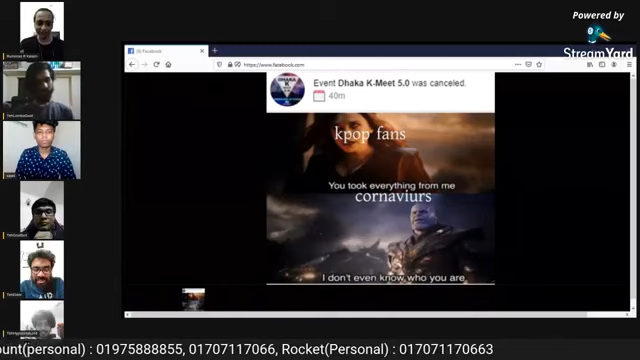 Powered by
StreamYard
(6) Facebook
https://www.facebook.com
Event Dhaka K-Meet 5.0 was canceled.
40m
kpop fans
You took everything from me
cornaviurs
I don't even know who you are.
ount(personal) : 01975888855, 01707117066, Rocket(Personal) : 017071170663